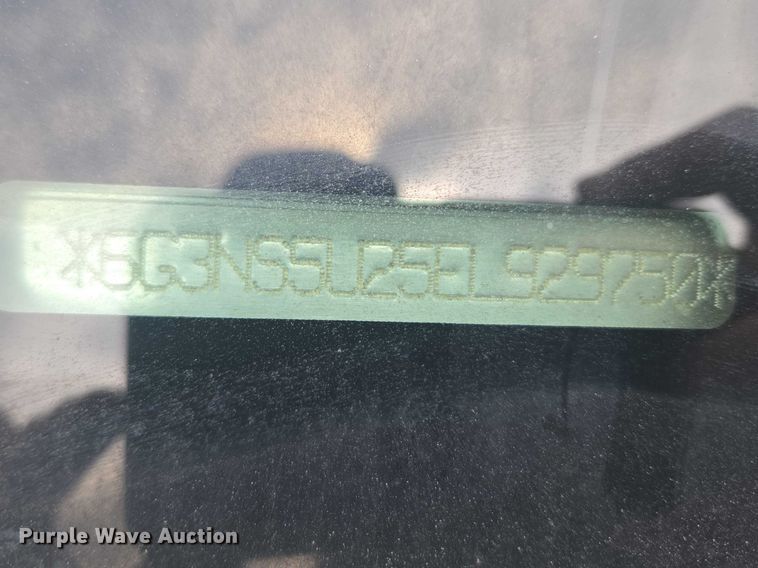 *6G3NS5U25EL929750*
Purple Wave Auction